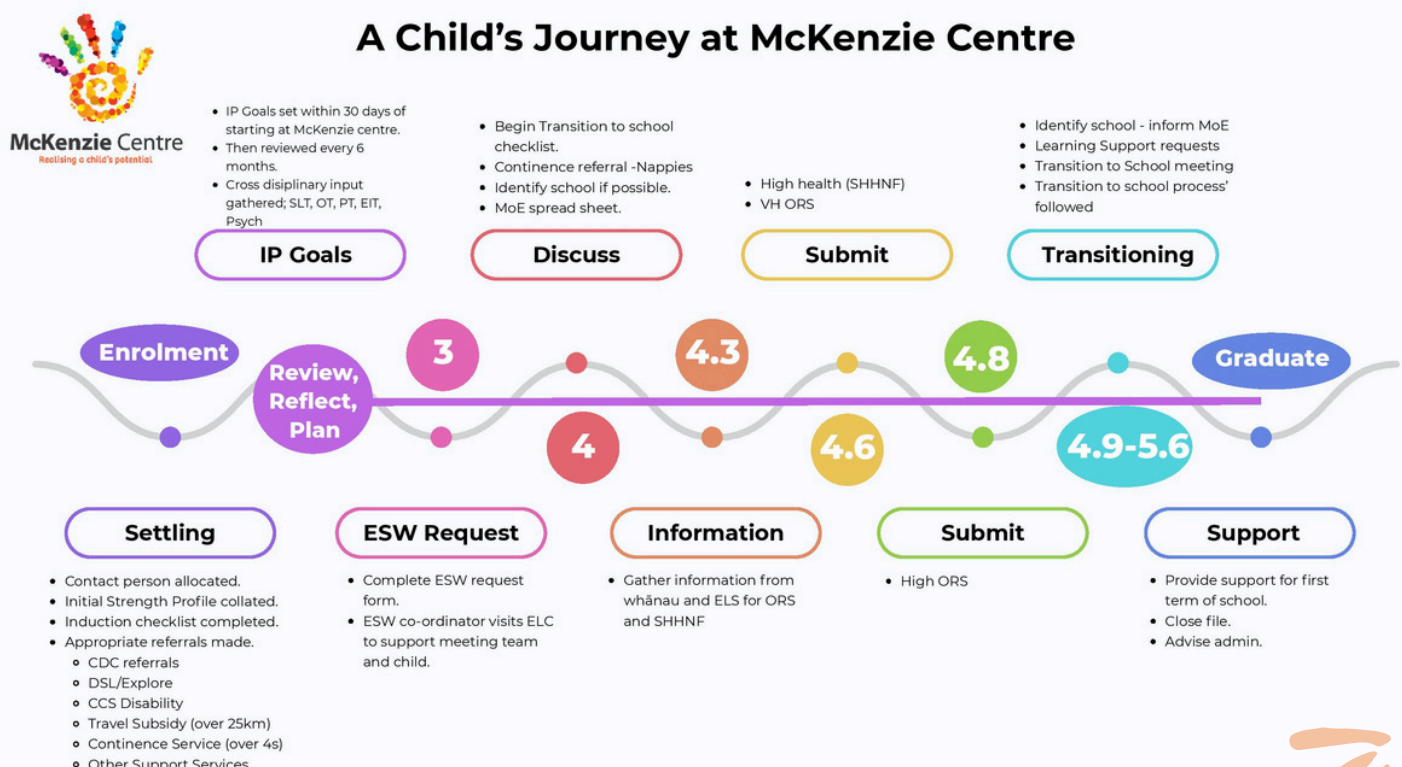 A Child's Journey at McKenzie Centre
McKenzie Centre
Realising a child's potential
• IP Goals set within 30 days of
starting at McKenzie centre.
• Then reviewed every 6
months.
• Cross disiplinary input
gathered; SLT, OT, PT, EIT,
Psych
IP Goals
• Begin Transition to school
checklist.
• Continence referral -Nappies
• Identify school if possible.
• MoE spread sheet.
Discuss
• High health (SHHNF)
• VH ORS
Submit
• Identify school - inform MoE
• Learning Support requests
• Transition to School meeting
• Transition to school process'
followed
Transitioning
Enrolment
Review,
Reflect,
Plan
3
4
4.3
4.6
4.8
4.9-5.6
Graduate
Settling
• Contact person allocated.
• Initial Strength Profile collated.
• Induction checklist completed.
• Appropriate referrals made.
CDC referrals
DSL/Explore
CCS Disability
Travel Subsidy (over 25km)
Continence Service (over 4s)
Other Support Services
ESW Request
• Complete ESW request
form.
• ESW co-ordinator visits ELC
to support meeting team
and child.
Information
• Gather information from
whānau and ELS for ORS
and SHHNF
Submit
• High ORS
Support
• Provide support for first
term of school.
• Close file.
• Advise admin.